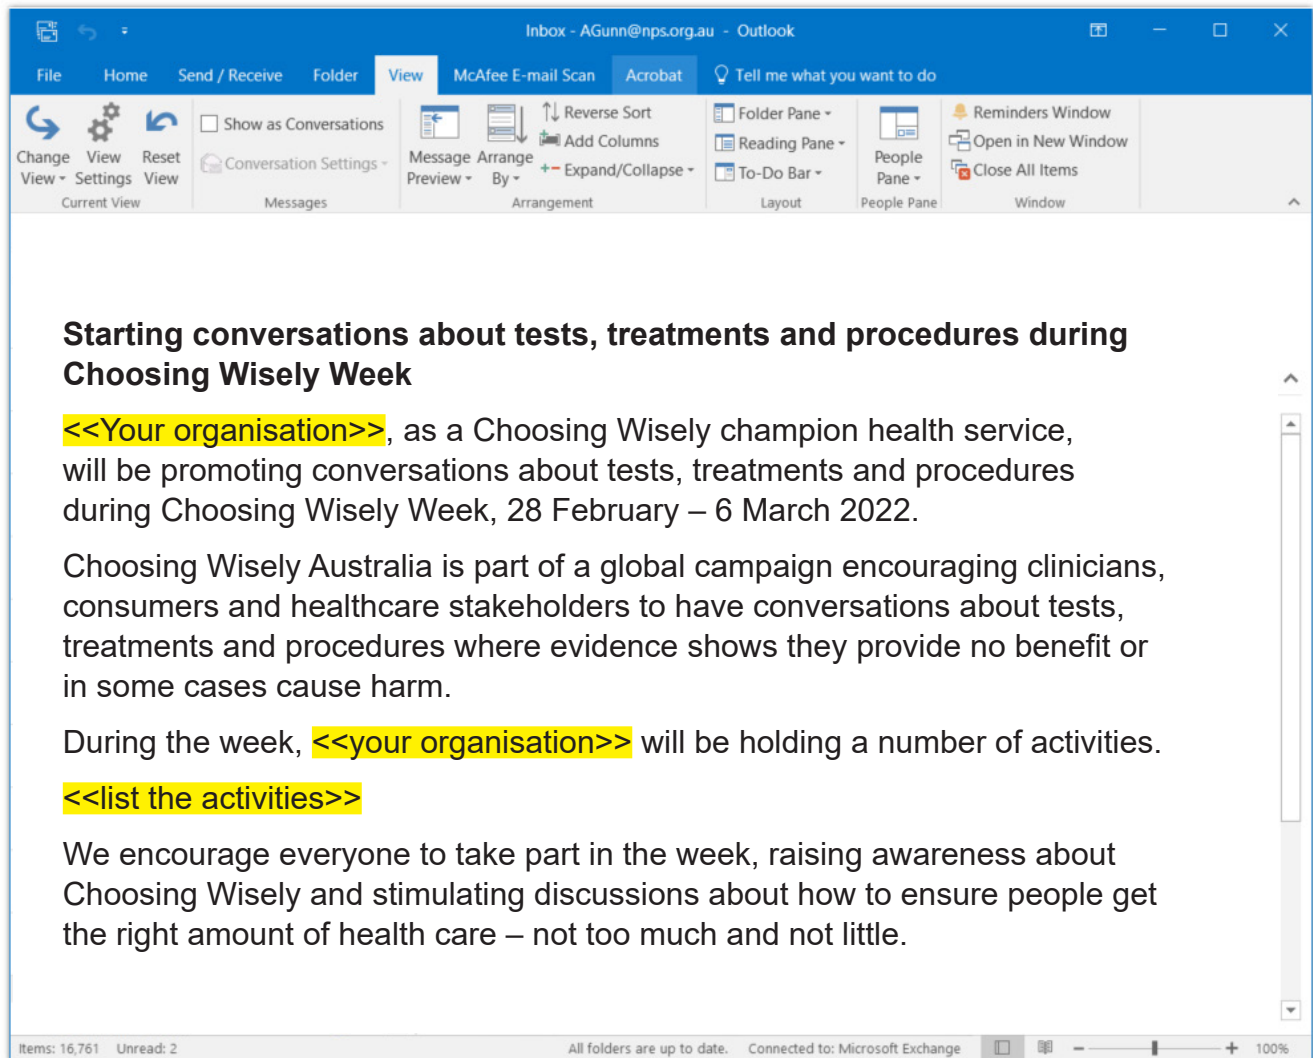 Inbox - AGunn@nps.org.au - Outlook
File Home Send / Receive Folder View McAfee E-mail Scan Acrobat Tell me what you want to do
Change View View Settings Reset View
Current View
Show as Conversations
Conversation Settings
Messages
Message Preview Arrange By
Reverse Sort
Add Columns
Expand/Collapse
Arrangement
Folder Pane
Reading Pane
To-Do Bar
Layout
People Pane
People Pane
Reminders Window
Open in New Window
Close All Items
Window
Starting conversations about tests, treatments and procedures during
Choosing Wisely Week
<<Your organisation>>, as a Choosing Wisely champion health service,
will be promoting conversations about tests, treatments and procedures
during Choosing Wisely Week, 28 February – 6 March 2022.
Choosing Wisely Australia is part of a global campaign encouraging clinicians,
consumers and healthcare stakeholders to have conversations about tests,
treatments and procedures where evidence shows they provide no benefit or
in some cases cause harm.
During the week, <<your organisation>> will be holding a number of activities.
<<list the activities>>
We encourage everyone to take part in the week, raising awareness about
Choosing Wisely and stimulating discussions about how to ensure people get
the right amount of health care – not too much and not little.
Items: 16,761 Unread: 2 All folders are up to date. Connected to: Microsoft Exchange 100%